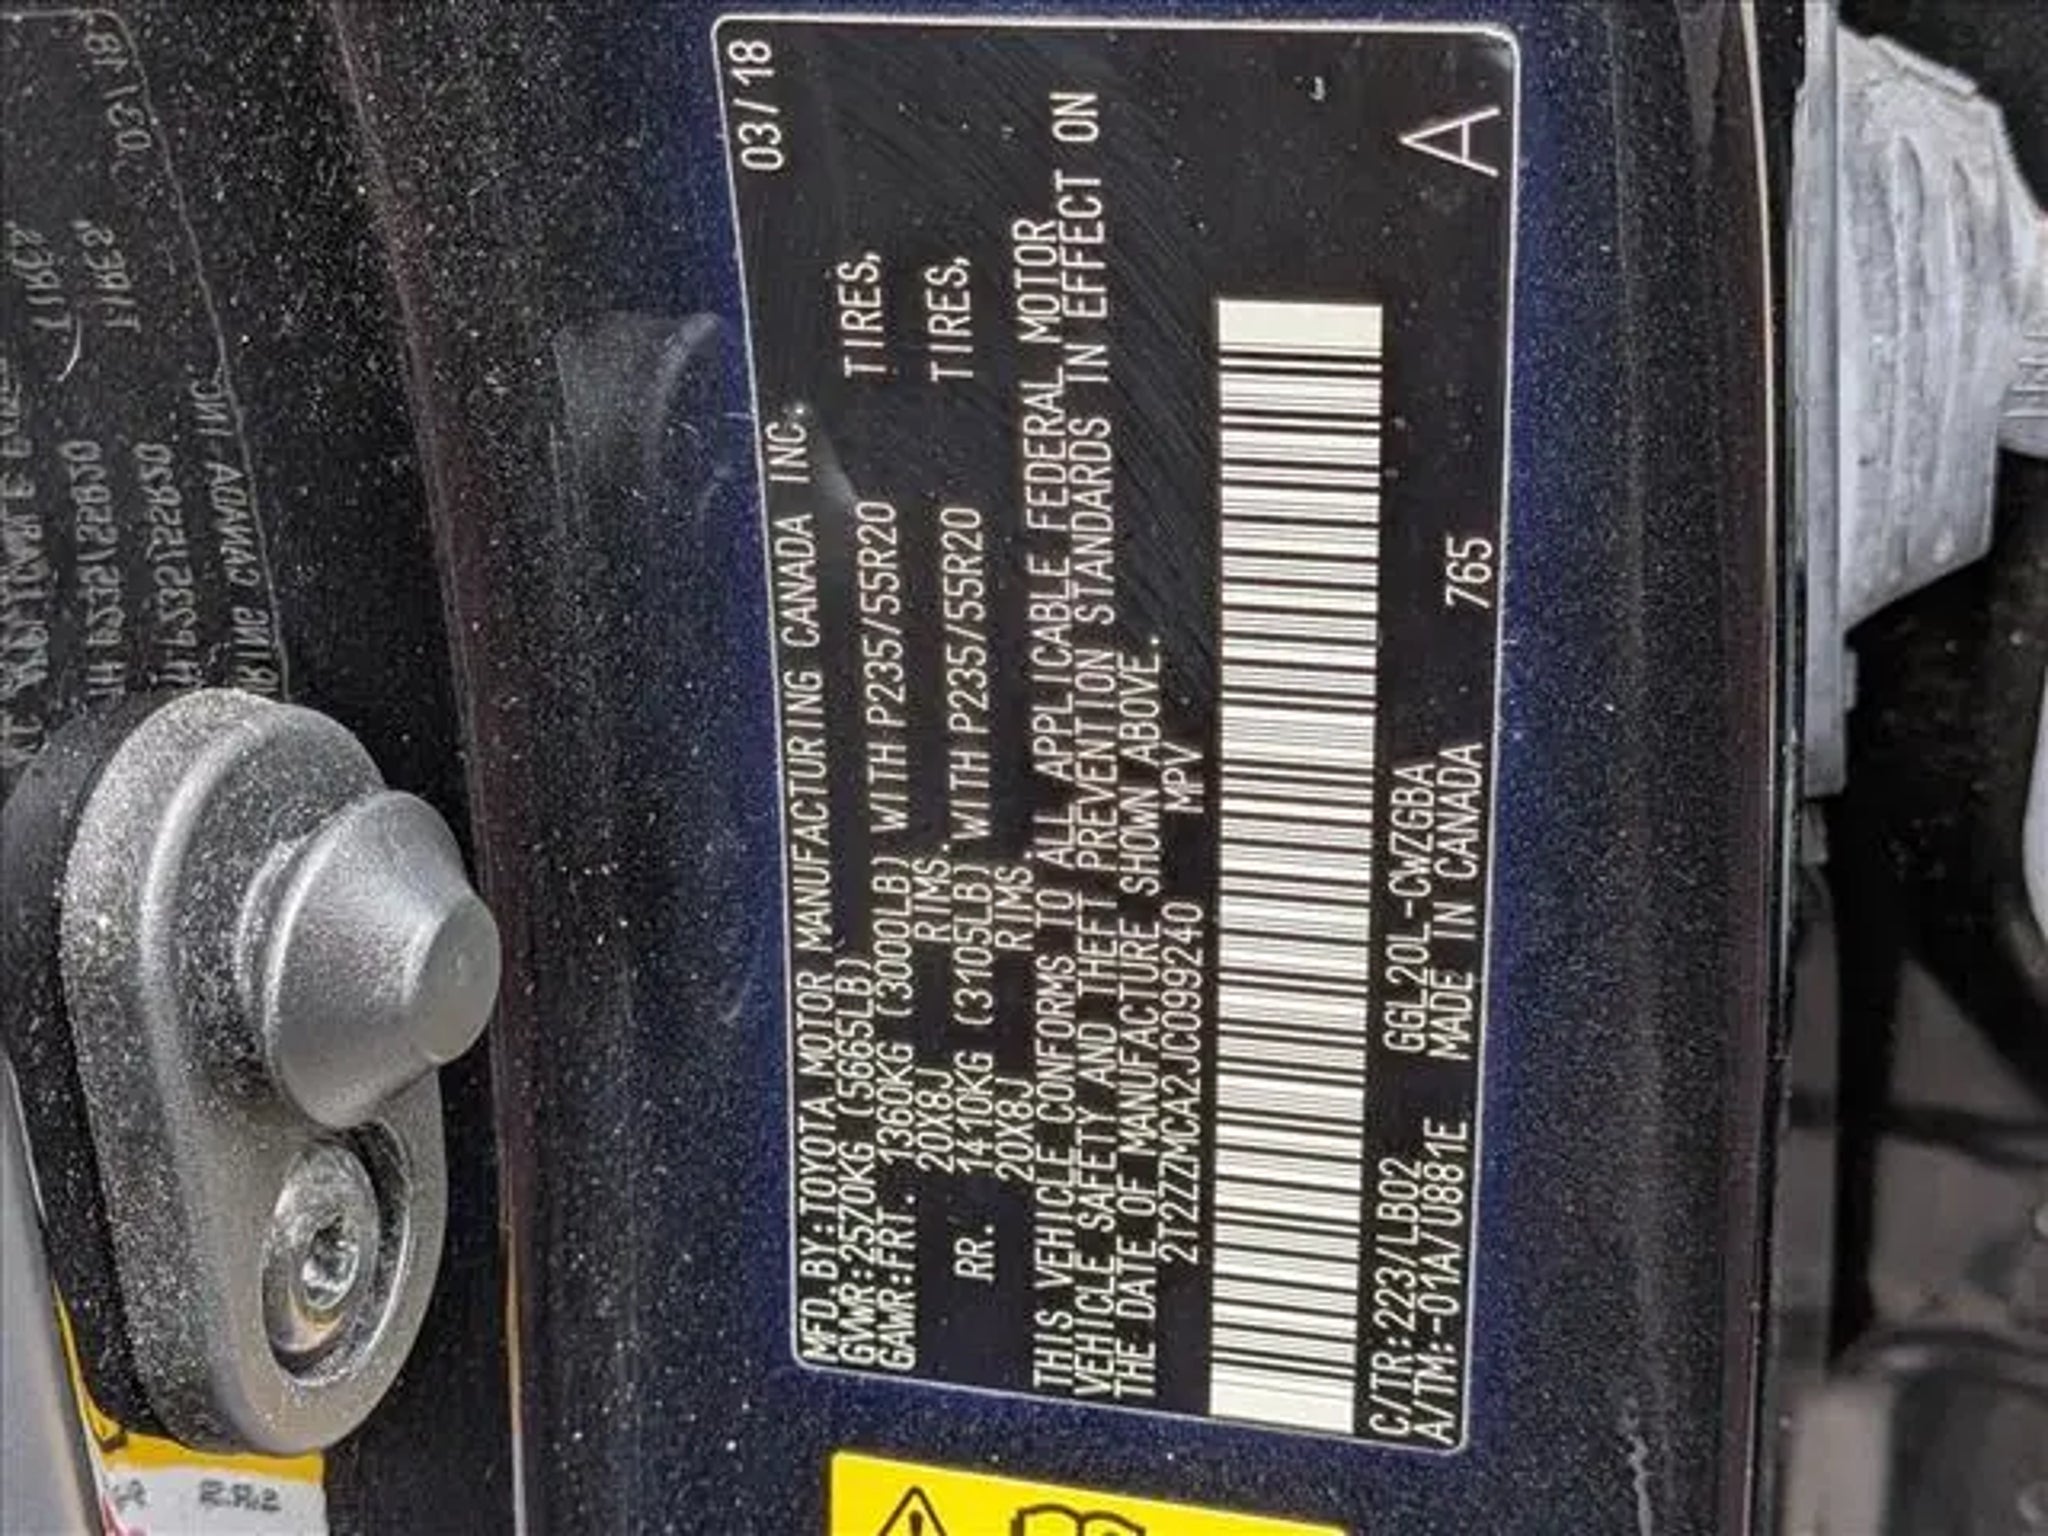 MFD.BY:TOYOTA MOTOR MANUFACTURING CANADA INC. 03/18
GVWR:2570KG (5665LB)
GAWR:FRT. 1360KG (3000LB) WITH P235/55R20 TIRES,
20X8J RIMS.
RR. 1410KG (3105LB) WITH P235/55R20 TIRES,
20X8J RIMS.
THIS VEHICLE CONFORMS TO ALL APPLICABLE FEDERAL MOTOR
VEHICLE SAFETY AND THEFT PREVENTION STANDARDS IN EFFECT ON
THE DATE OF MANUFACTURE SHOWN ABOVE.
2T2ZZMCA2JC099240 MPV
C/TR:223/LB02 GGL20L-CWZGBA
A/TM:-01A/U881E MADE IN CANADA 765 A